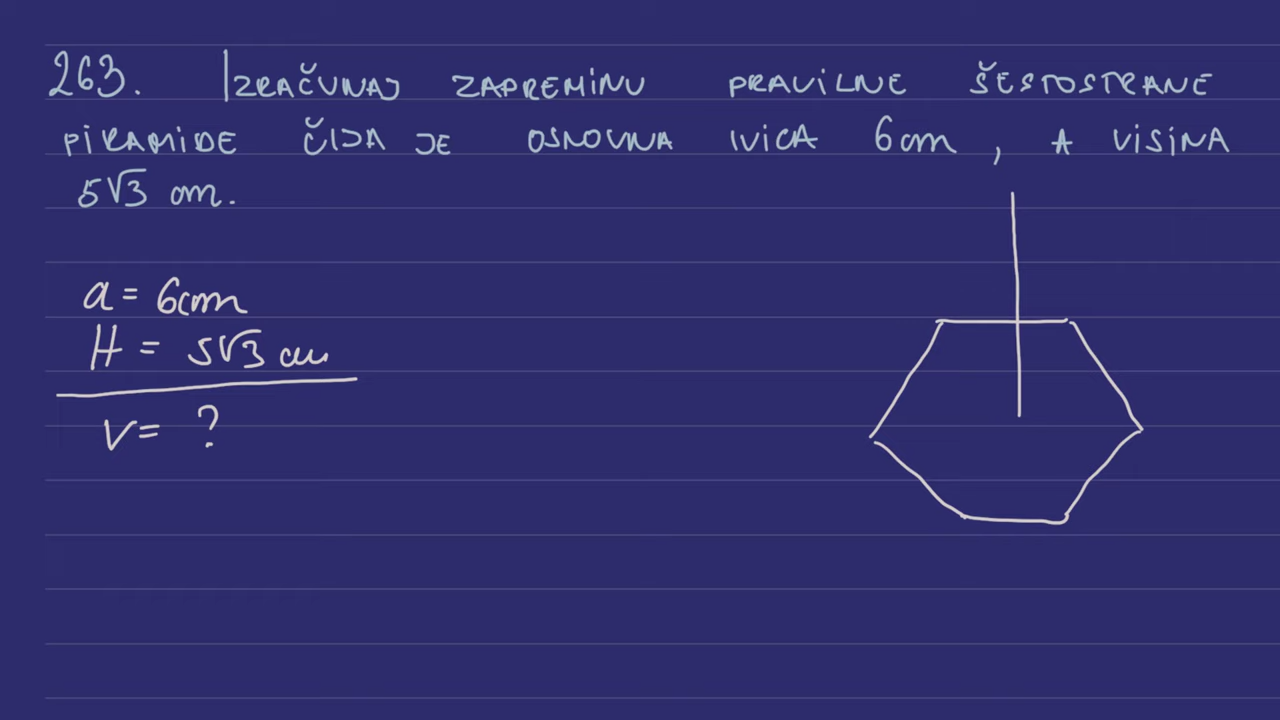 263. IZRAČUNAJ ZAPREMINU PRAVILNE ŠESTOSTRANE
PIRAMIDE ČIJA JE OSNOVNA IVICA 6cm, A VISINA
5√3 cm.
a = 6cm
H = 5√3 cm
V = ?